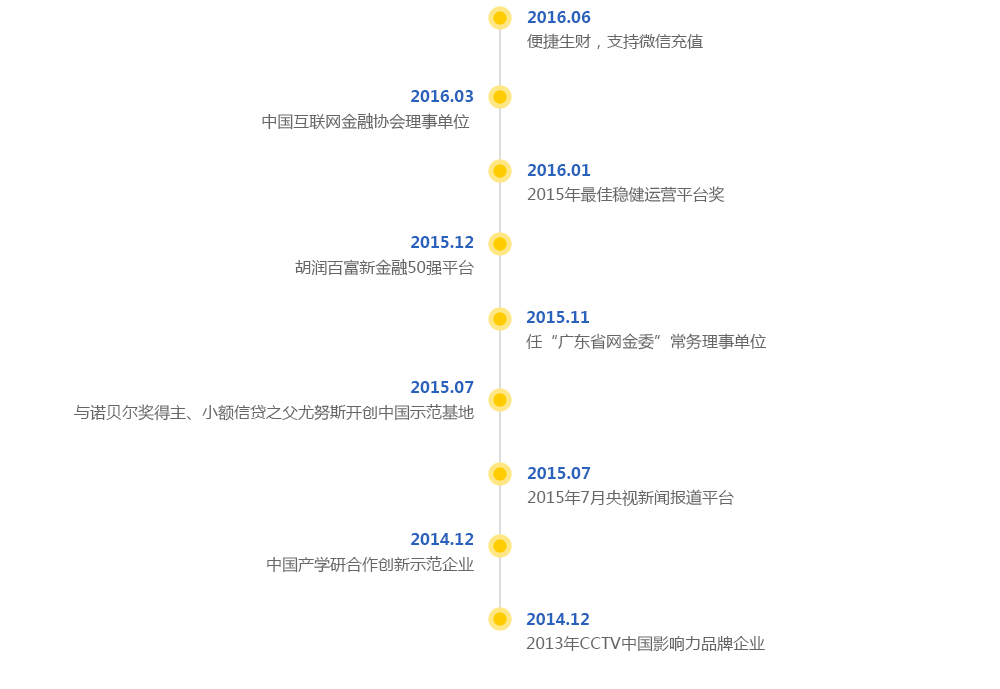 2016.06
便捷生财，支持微信充值
2016.03
中国互联网金融协会理事单位
2016.01
2015年最佳稳健运营平台奖
2015.12
胡润百富新金融50强平台
2015.11
任“广东省网金委”常务理事单位
2015.07
与诺贝尔奖得主、小额信贷之父尤努斯开创中国示范基地
2015.07
2015年7月央视新闻报道平台
2014.12
中国产学研合作创新示范企业
2014.12
2013年CCTV中国影响力品牌企业